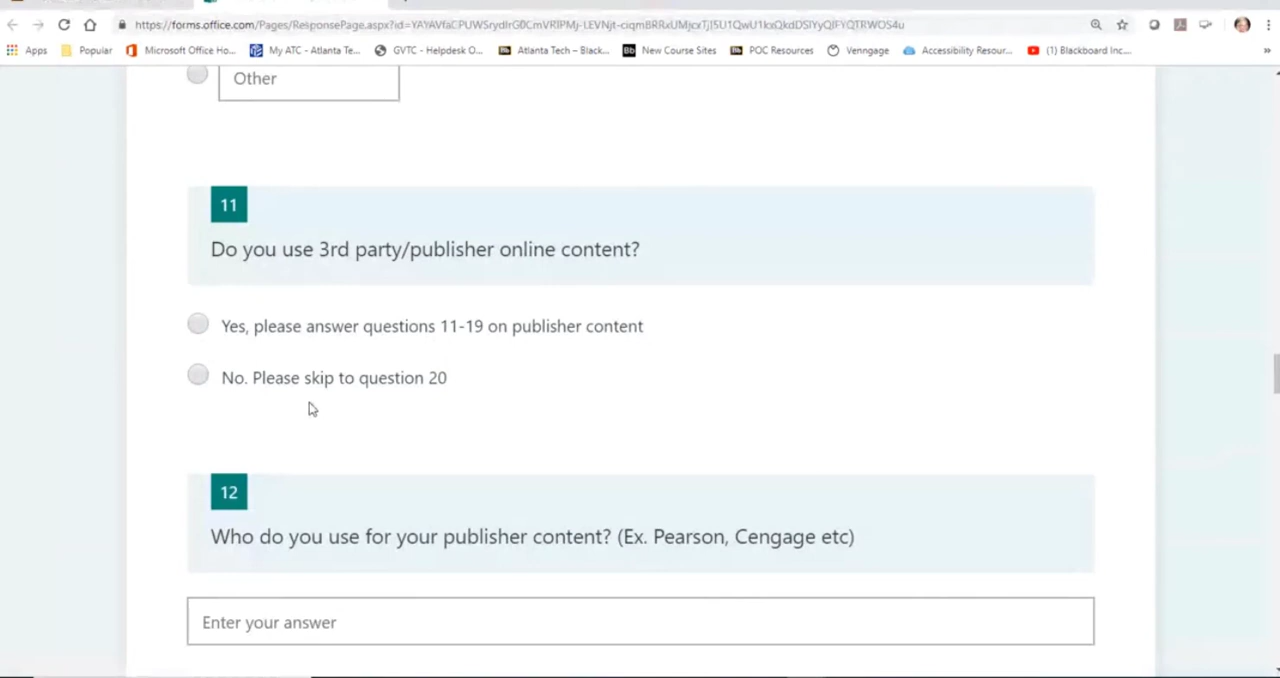 Apps
Popular
Microsoft Office Ho...
My ATC - Atlanta Te...
GVTC - Helpdesk O...
Atlanta Tech – Black...
New Course Sites
POC Resources
Venngage
Accessibility Resour...
(1) Blackboard Inc...
»
Other
11
Do you use 3rd party/publisher online content?
Yes, please answer questions 11-19 on publisher content
No. Please skip to question 20
12
Who do you use for your publisher content? (Ex. Pearson, Cengage etc)
Enter your answer